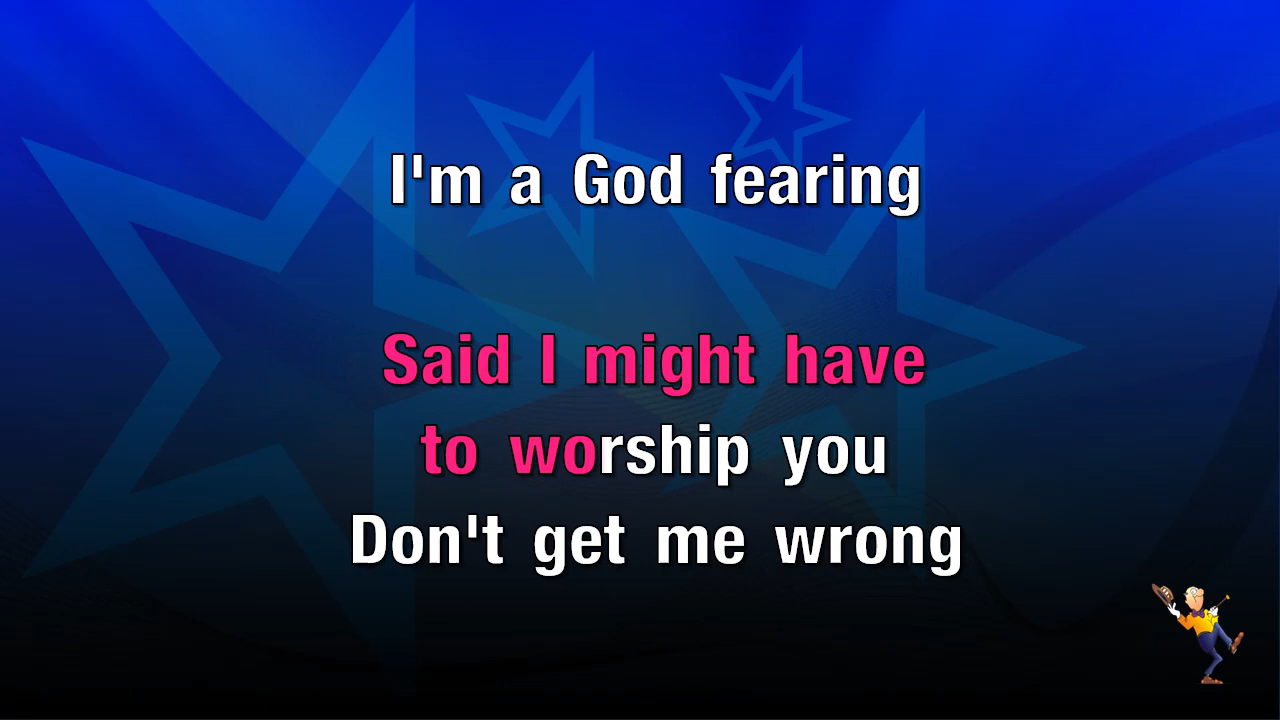 I'm a God fearing
Said I might have
to worship you
Don't get me wrong